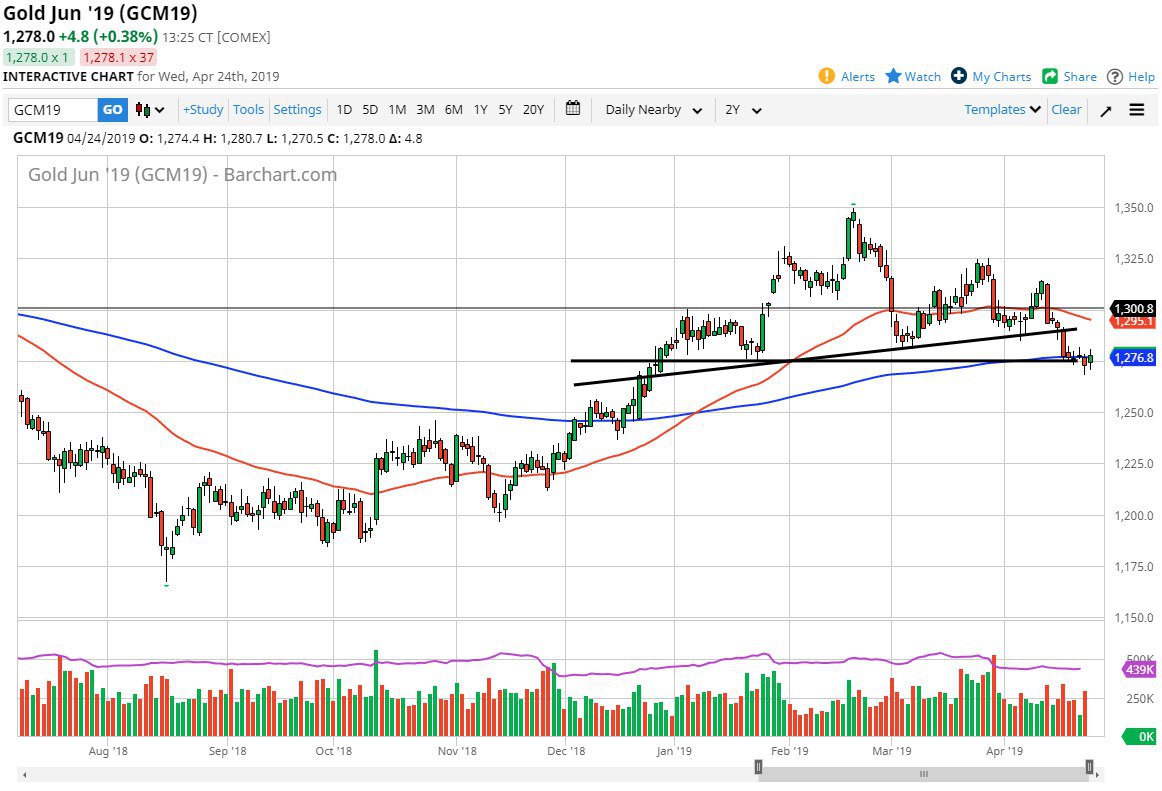 Gold Jun '19 (GCM19)
1,278.0 +4.8 (+0.38%) 13:25 CT [COMEX]
1,278.0 x 1 1,278.1 x 37
INTERACTIVE CHART for Wed, Apr 24th, 2019
Alerts Watch My Charts Share Help
GCM19 GO +Study Tools Settings 1D 5D 1M 3M 6M 1Y 5Y 20Y Daily Nearby 2Y Templates Clear
GCM19 04/24/2019 O: 1,274.4 H: 1,280.7 L: 1,270.5 C: 1,278.0 Δ: 4.8
Gold Jun '19 (GCM19) - Barchart.com
1,350.0
1,325.0
1,300.8
1,295.1
1,276.8
1,250.0
1,225.0
1,200.0
1,175.0
1,150.0
500K
439K
250K
0K
Aug '18 Sep '18 Oct '18 Nov '18 Dec '18 Jan '19 Feb '19 Mar '19 Apr '19